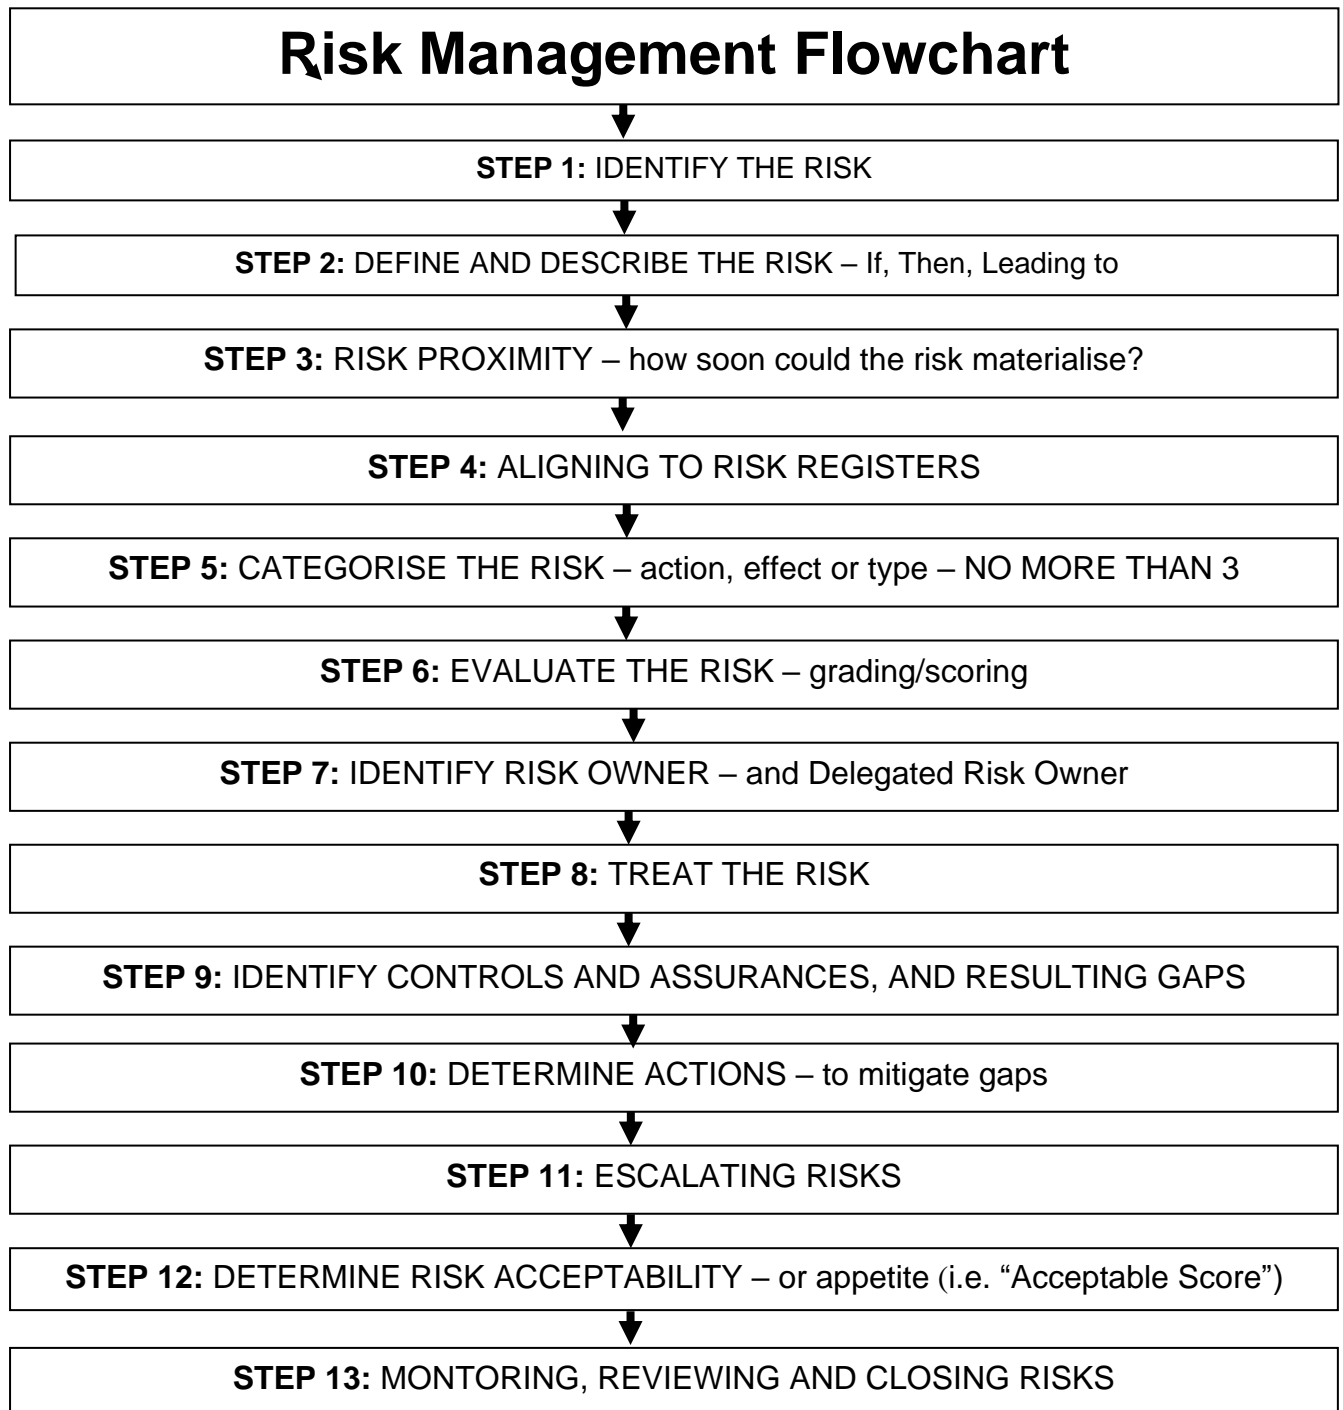 Risk Management Flowchart
STEP 1: IDENTIFY THE RISK
STEP 2: DEFINE AND DESCRIBE THE RISK – If, Then, Leading to
STEP 3: RISK PROXIMITY – how soon could the risk materialise?
STEP 4: ALIGNING TO RISK REGISTERS
STEP 5: CATEGORISE THE RISK – action, effect or type – NO MORE THAN 3
STEP 6: EVALUATE THE RISK – grading/scoring
STEP 7: IDENTIFY RISK OWNER – and Delegated Risk Owner
STEP 8: TREAT THE RISK
STEP 9: IDENTIFY CONTROLS AND ASSURANCES, AND RESULTING GAPS
STEP 10: DETERMINE ACTIONS – to mitigate gaps
STEP 11: ESCALATING RISKS
STEP 12: DETERMINE RISK ACCEPTABILITY – or appetite (i.e. “Acceptable Score”)
STEP 13: MONTORING, REVIEWING AND CLOSING RISKS